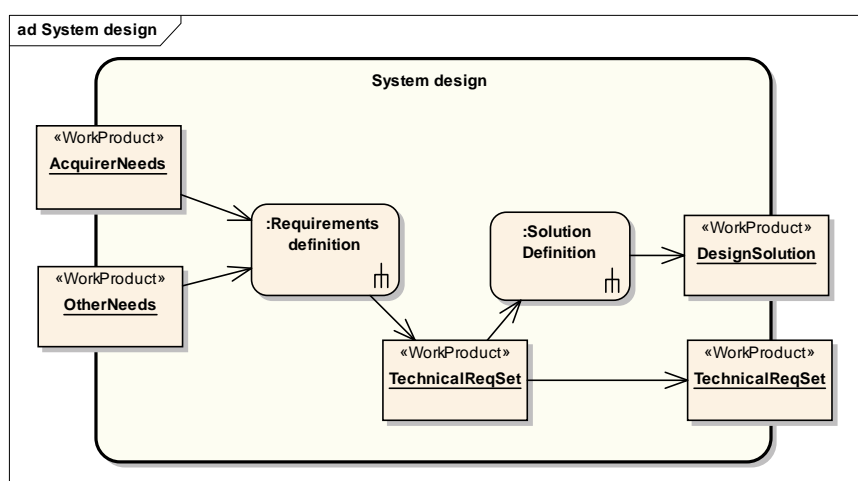 ad System design
System design
«WorkProduct»
AcquirerNeeds
«WorkProduct»
OtherNeeds
:Requirements
definition
:Solution
Definition
«WorkProduct»
DesignSolution
«WorkProduct»
TechnicalReqSet
«WorkProduct»
TechnicalReqSet